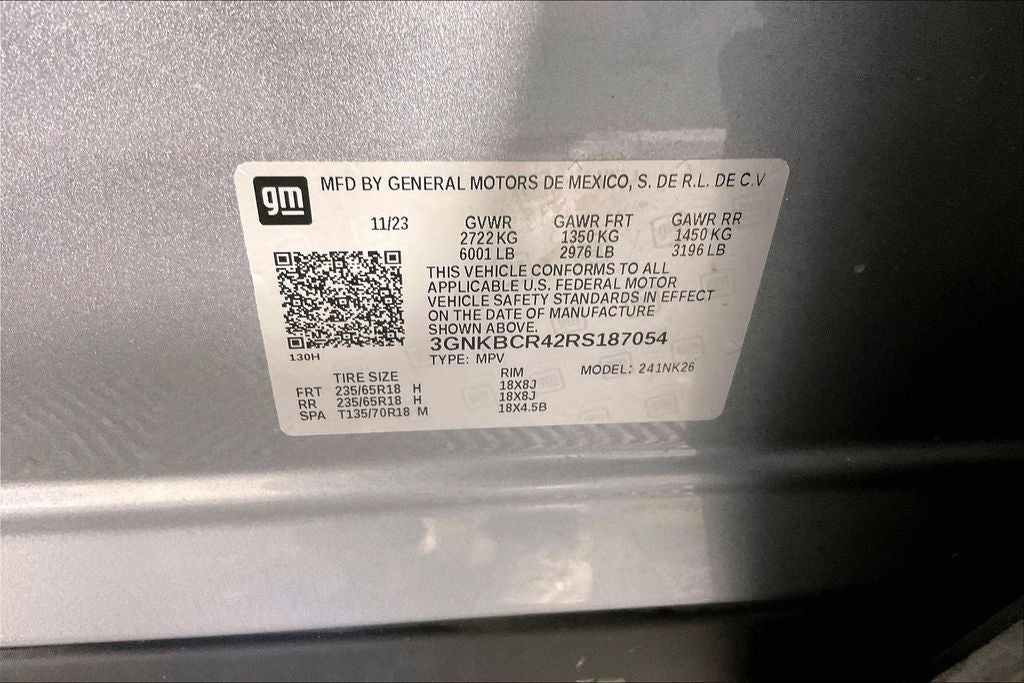 gm MFD BY GENERAL MOTORS DE MEXICO, S. DE R.L. DE C.V
11/23 GVWR GAWR FRT GAWR RR
2722 KG 1350 KG 1450 KG
6001 LB 2976 LB 3196 LB
THIS VEHICLE CONFORMS TO ALL
APPLICABLE U.S. FEDERAL MOTOR
VEHICLE SAFETY STANDARDS IN EFFECT
ON THE DATE OF MANUFACTURE
SHOWN ABOVE.
3GNKBCR42RS187054
130H
TYPE: MPV
MODEL: 241NK26
TIRE SIZE RIM
FRT 235/65R18 H 18X8J
RR 235/65R18 H 18X8J
SPA T135/70R18 M 18X4.5B